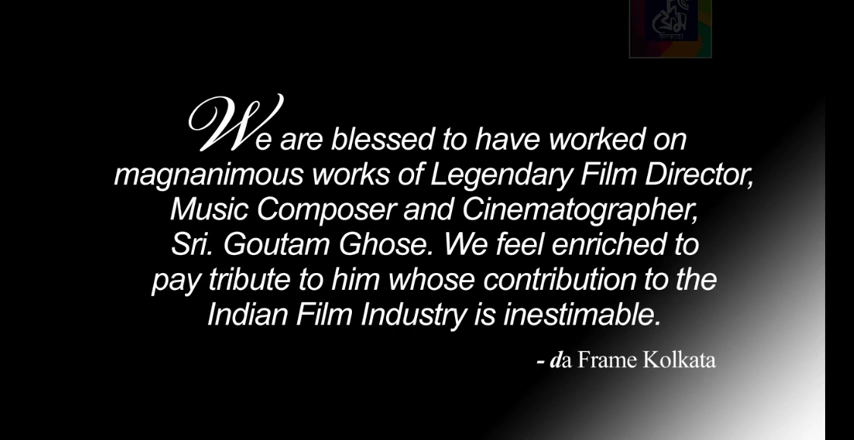 We are blessed to have worked on
magnanimous works of Legendary Film Director,
Music Composer and Cinematographer,
Sri. Goutam Ghose. We feel enriched to
pay tribute to him whose contribution to the
Indian Film Industry is inestimable.
- da Frame Kolkata